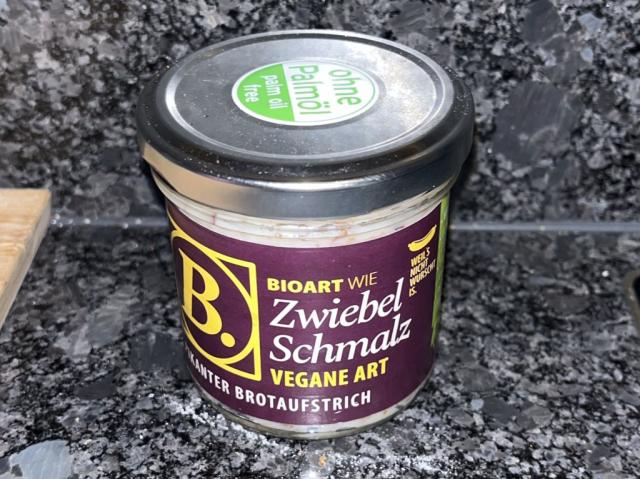 ohne
Palmöl
palm oil
free
B.
BIOART WIE
Zwiebel
Schmalz
VEGANE ART
KANTER BROTAUFSTRICH
WEIL'S
NICHT
WURSCHT
IS.